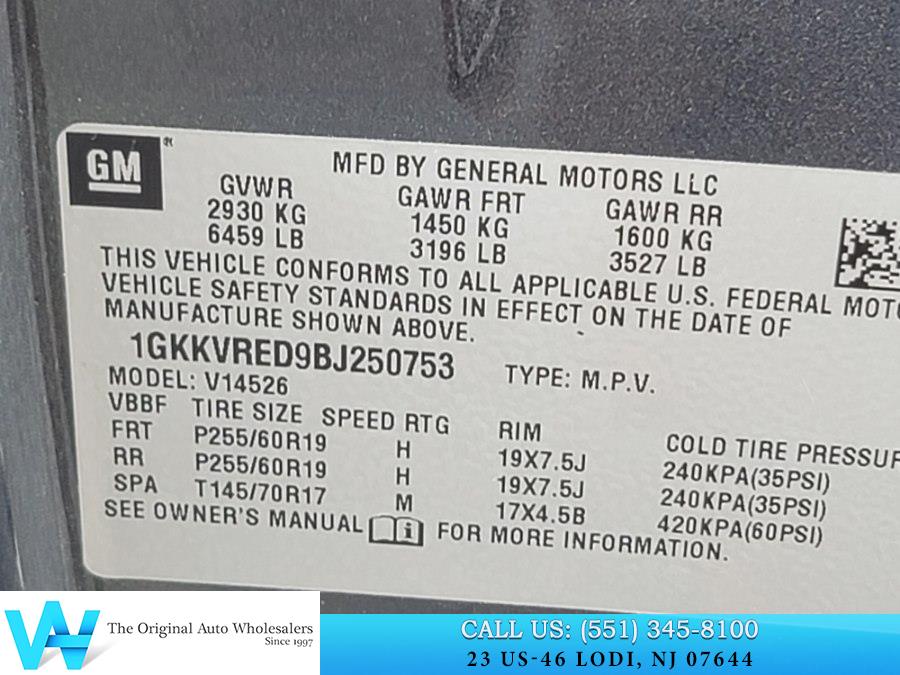 GM
MFD BY GENERAL MOTORS LLC
GVWR GAWR FRT GAWR RR
2930 KG 1450 KG 1600 KG
6459 LB 3196 LB 3527 LB
THIS VEHICLE CONFORMS TO ALL APPLICABLE U.S. FEDERAL MOT
VEHICLE SAFETY STANDARDS IN EFFECT ON THE DATE OF
MANUFACTURE SHOWN ABOVE.
1GKKVRED9BJ250753 TYPE: M.P.V.
MODEL: V14526
VBBF TIRE SIZE SPEED RTG RIM COLD TIRE PRESSUR
FRT P255/60R19 H 19X7.5J 240KPA(35PSI)
RR P255/60R19 H 19X7.5J 240KPA(35PSI)
SPA T145/70R17 M 17X4.5B 420KPA(60PSI)
SEE OWNER'S MANUAL FOR MORE INFORMATION.
The Original Auto Wholesalers
Since 1997
CALL US: (551) 345-8100
23 US-46 LODI, NJ 07644